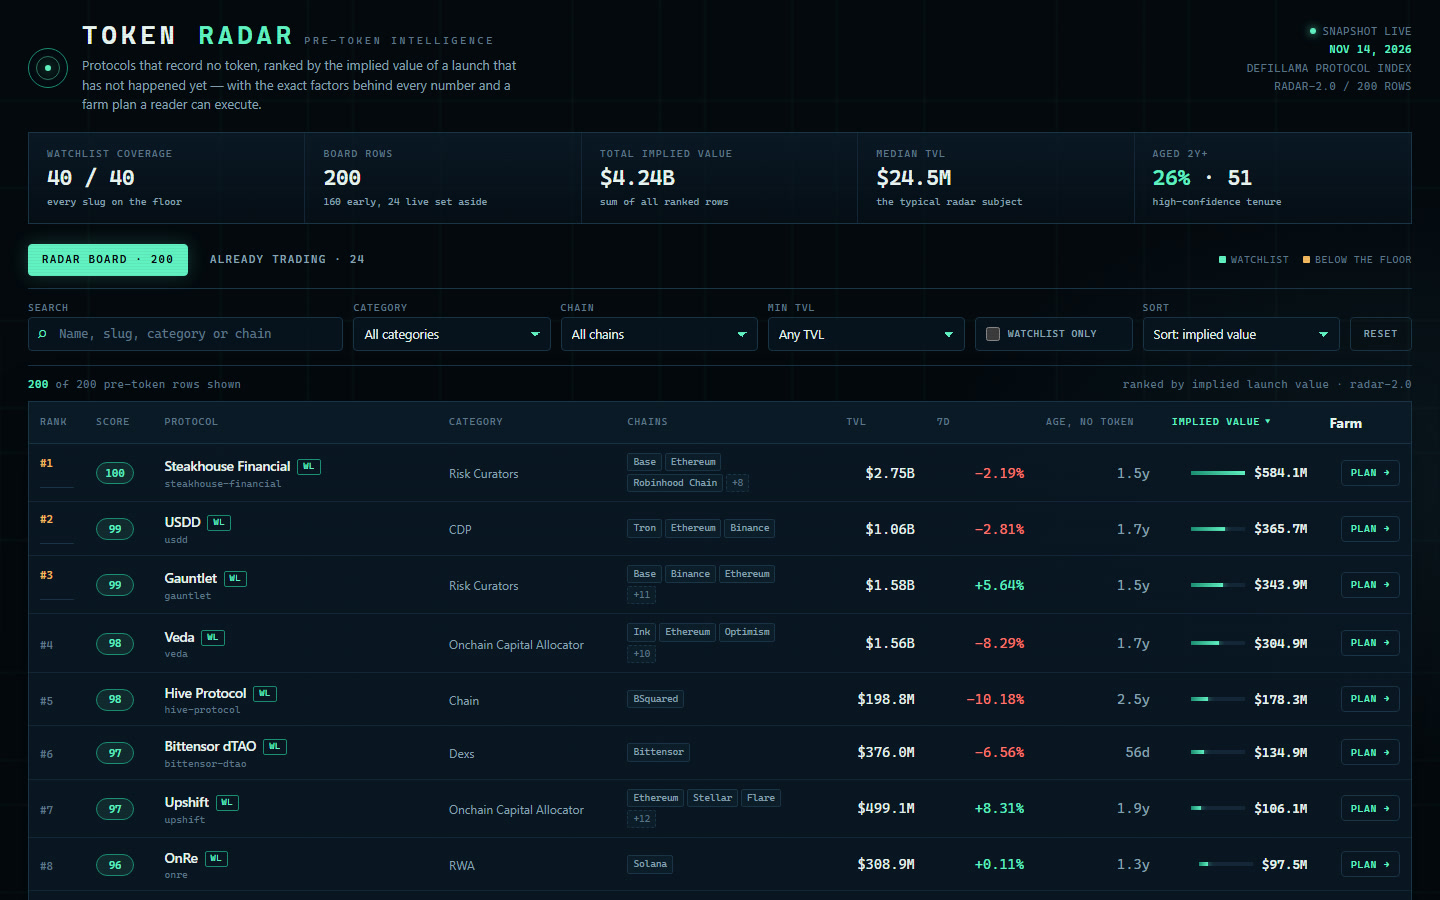 TOKEN RADAR PRE-TOKEN INTELLIGENCE
Protocols that record no token, ranked by the implied value of a launch that
has not happened yet — with the exact factors behind every number and a
farm plan a reader can execute.
SNAPSHOT LIVE
NOV 14, 2026
DEFILLAMA PROTOCOL INDEX
RADAR-2.0 / 200 ROWS
WATCHLIST COVERAGE
40 / 40
every slug on the floor
BOARD ROWS
200
160 early, 24 live set aside
TOTAL IMPLIED VALUE
$4.24B
sum of all ranked rows
MEDIAN TVL
$24.5M
the typical radar subject
AGED 2Y+
26% · 51
high-confidence tenure
RADAR BOARD · 200
ALREADY TRADING · 24
WATCHLIST
BELOW THE FLOOR
SEARCH
Name, slug, category or chain
CATEGORY
All categories
CHAIN
All chains
MIN TVL
Any TVL
WATCHLIST ONLY
SORT
Sort: implied value
RESET
200 of 200 pre-token rows shown
ranked by implied launch value · radar-2.0
RANK SCORE PROTOCOL CATEGORY CHAINS TVL 7D AGE, NO TOKEN IMPLIED VALUE ▼ Farm
#1 100 Steakhouse Financial WL Risk Curators Base Ethereum $2.75B −2.19% 1.5y $584.1M PLAN →
steakhouse-financial Robinhood Chain +8
#2 99 USDD WL CDP Tron Ethereum Binance $1.06B −2.81% 1.7y $365.7M PLAN →
usdd
#3 99 Gauntlet WL Risk Curators Base Binance Ethereum $1.58B +5.64% 1.5y $343.9M PLAN →
gauntlet +11
#4 98 Veda WL Onchain Capital Allocator Ink Ethereum Optimism $1.56B −8.29% 1.7y $304.9M PLAN →
veda +10
#5 98 Hive Protocol WL Chain BSquared $198.8M −10.18% 2.5y $178.3M PLAN →
hive-protocol
#6 97 Bittensor dTAO WL Dexs Bittensor $376.0M −6.56% 56d $134.9M PLAN →
bittensor-dtao
#7 97 Upshift WL Onchain Capital Allocator Ethereum Stellar Flare $499.1M +8.31% 1.9y $106.1M PLAN →
upshift +12
#8 96 OnRe WL RWA Solana $308.9M +0.11% 1.3y $97.5M PLAN →
onre